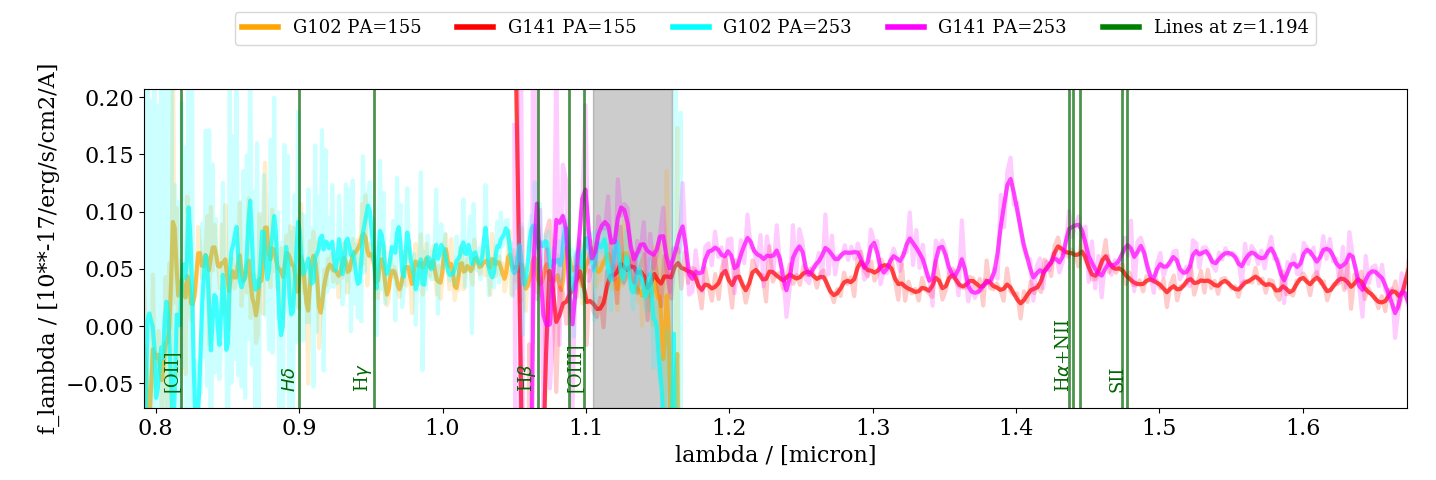 G102 PA=155 G141 PA=155 G102 PA=253 G141 PA=253 Lines at z=1.194
f_lambda / [10**-17/erg/s/cm2/A]
0.20
0.15
0.10
0.05
0.00
−0.05
[OII]
Hδ
Hγ
Hβ
[OIII]
Hα+NII
SII
0.8 0.9 1.0 1.1 1.2 1.3 1.4 1.5 1.6
lambda / [micron]